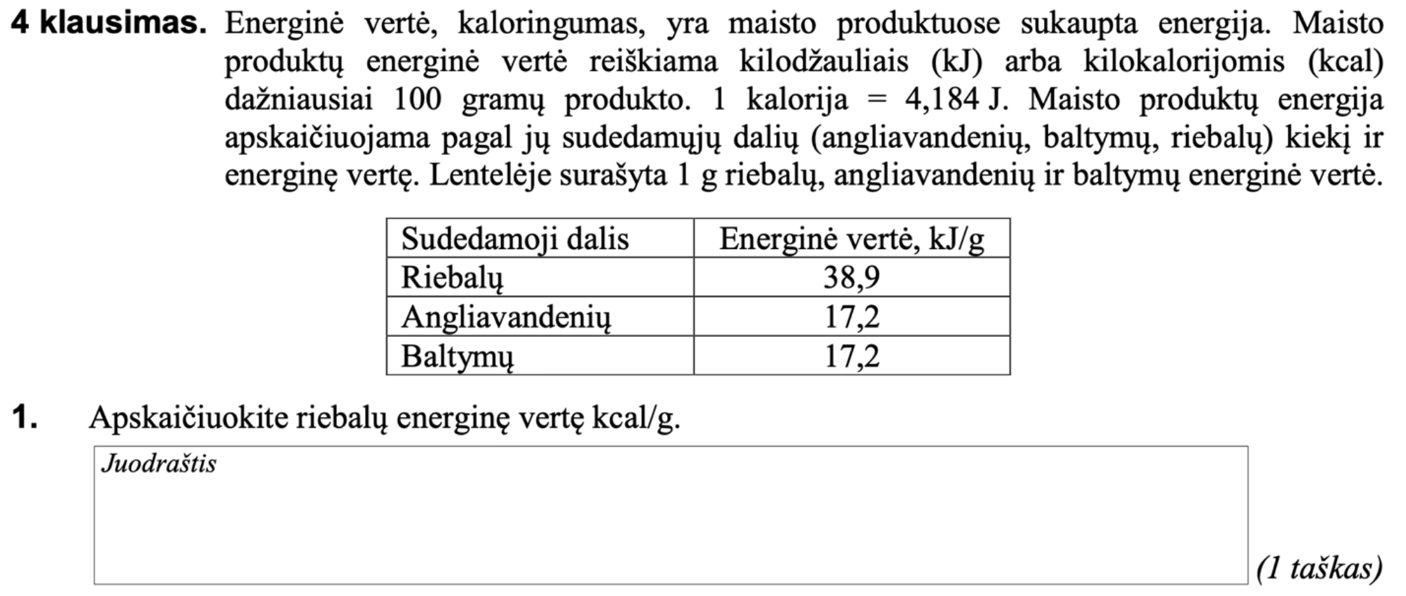 4 klausimas. Energinė vertė, kaloringumas, yra maisto produktuose sukaupta energija. Maisto
produktų energinė vertė reiškiama kilodžauliais (kJ) arba kilokalorijomis (kcal)
dažniausiai 100 gramų produkto. 1 kalorija = 4,184 J. Maisto produktų energija
apskaičiuojama pagal jų sudedamųjų dalių (angliavandenių, baltymų, riebalų) kiekį ir
energinę vertę. Lentelėje surašyta 1 g riebalų, angliavandenių ir baltymų energinė vertė.
Sudedamoji dalis Energinė vertė, kJ/g
Riebalų 38,9
Angliavandenių 17,2
Baltymų 17,2
1. Apskaičiuokite riebalų energinę vertę kcal/g.
Juodraštis
(1 taškas)